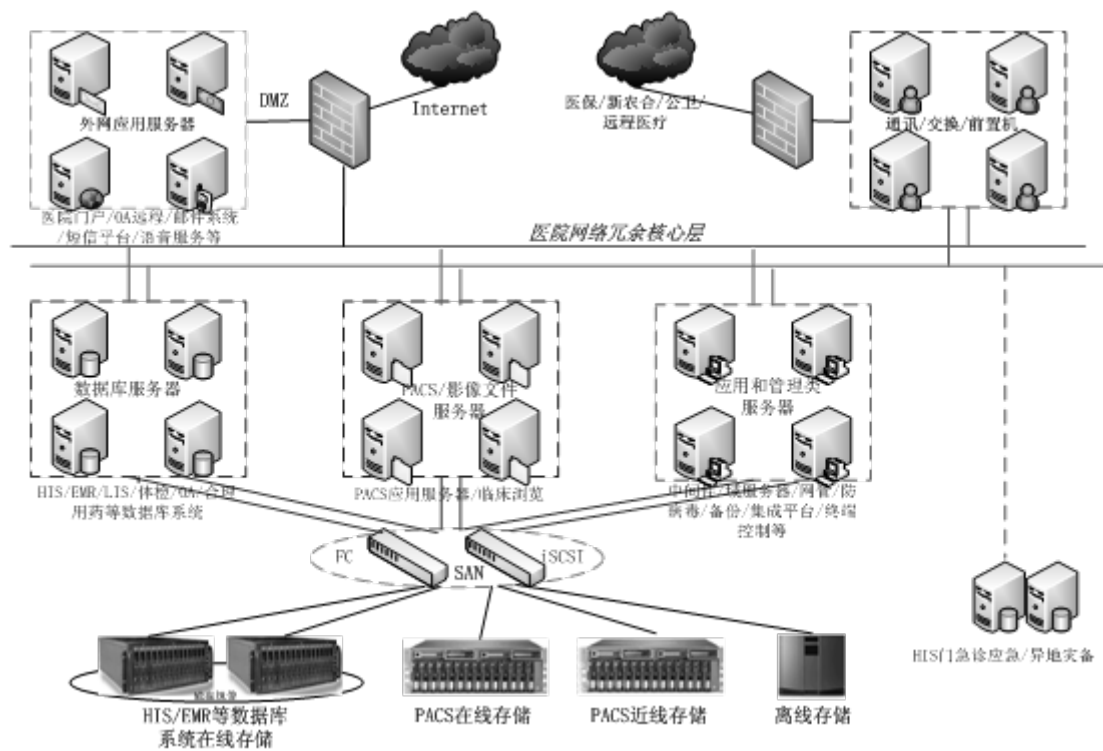 DMZ
Internet
外网应用服务器
医保/新农合/公卫/
远程医疗
通讯/交换/前置机
医院门户/OA远程/邮件系统
/短信平台/语音服务等
医院网络冗余核心层
数据库服务器
PACS/影像文件
服务器
应用和管理类
服务器
HIS/EMR/LIS/体检/OA/合理
用药等数据库系统
PACS应用服务器/临床浏览
中间件/域服务器/网管/防
病毒/备份/集成平台/终端
控制等
FC
SAN
iSCSI
HIS门急诊应急/异地灾备
HIS/EMR等数据库
系统在线存储
PACS在线存储
PACS近线存储
离线存储